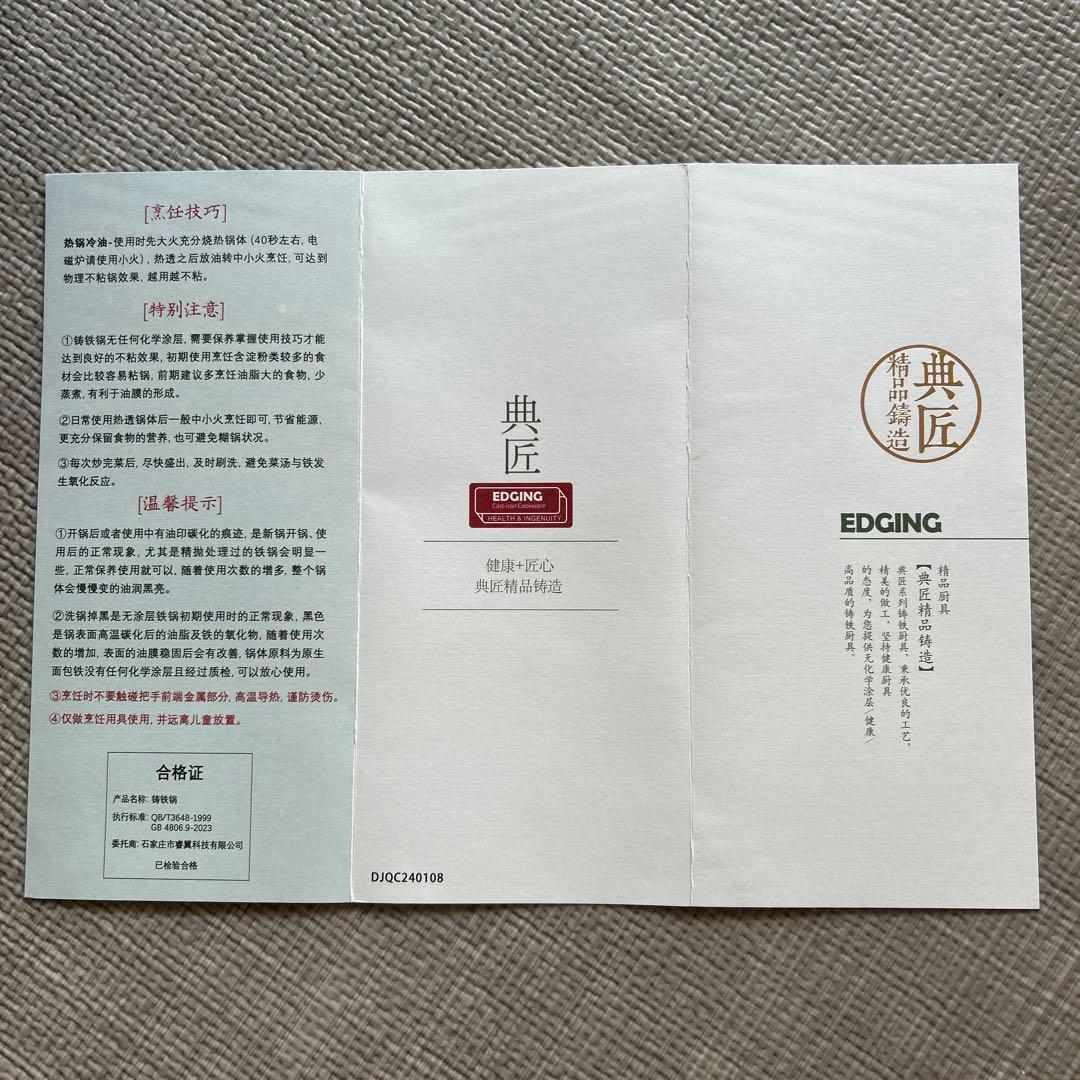 [烹饪技巧]
热锅冷油-使用时先大火充分烧热锅体 (40秒左右, 电
磁炉请使用小火) , 热透之后放油转中小火烹饪, 可达到
物理不粘锅效果, 越用越不粘。
[特别注意]
①铸铁锅无任何化学涂层, 需要保养掌握使用技巧才能
达到良好的不粘效果, 初期使用烹饪含淀粉类较多的食
材会比较容易粘锅, 前期建议多烹饪油脂大的食物, 少
蒸煮, 有利于油膜的形成。
②日常使用热透锅体后一般中小火烹饪即可, 节省能源,
更充分保留食物的营养, 也可避免糊锅状况。
③每次炒完菜后, 尽快盛出, 及时刷洗, 避免菜汤与铁发
生氧化反应。
[温馨提示]
①开锅后或者使用中有油印碳化的痕迹, 是新锅开锅、使
用后的正常现象, 尤其是精抛处理过的铁锅会明显一
些, 正常保养使用就可以, 随着使用次数的增多, 整个锅
体会慢慢变的油润黑亮。
②洗锅掉黑是无涂层铁锅初期使用时的正常现象, 黑色
是锅表面高温碳化后的油脂及铁的氧化物, 随着使用次
数的增加, 表面的油膜稳固后会有改善, 锅体原料为原生
面包铁没有任何化学涂层且经过质检, 可以放心使用。
③烹饪时不要触碰把手前端金属部分, 高温导热, 谨防烫伤。
④仅做烹饪用具使用, 并远离儿童放置。
合格证
产品名称: 铸铁锅
执行标准: QB/T3648-1999
GB 4806.9-2023
委托商: 石家庄市睿翼科技有限公司
已检验合格
典匠
EDGING
Cast-iron Cookware
HEALTH & INGENUITY
健康+匠心
典匠精品铸造
DJQC240108
典匠
精品鑄造
EDGING
精品厨具
【典匠精品铸造】
典匠系列铸铁厨具, 秉承优良的工艺,
精美的做工, 坚持健康厨具
的态度, 为您提供无化学涂层/健康/
高品质的铸铁厨具。